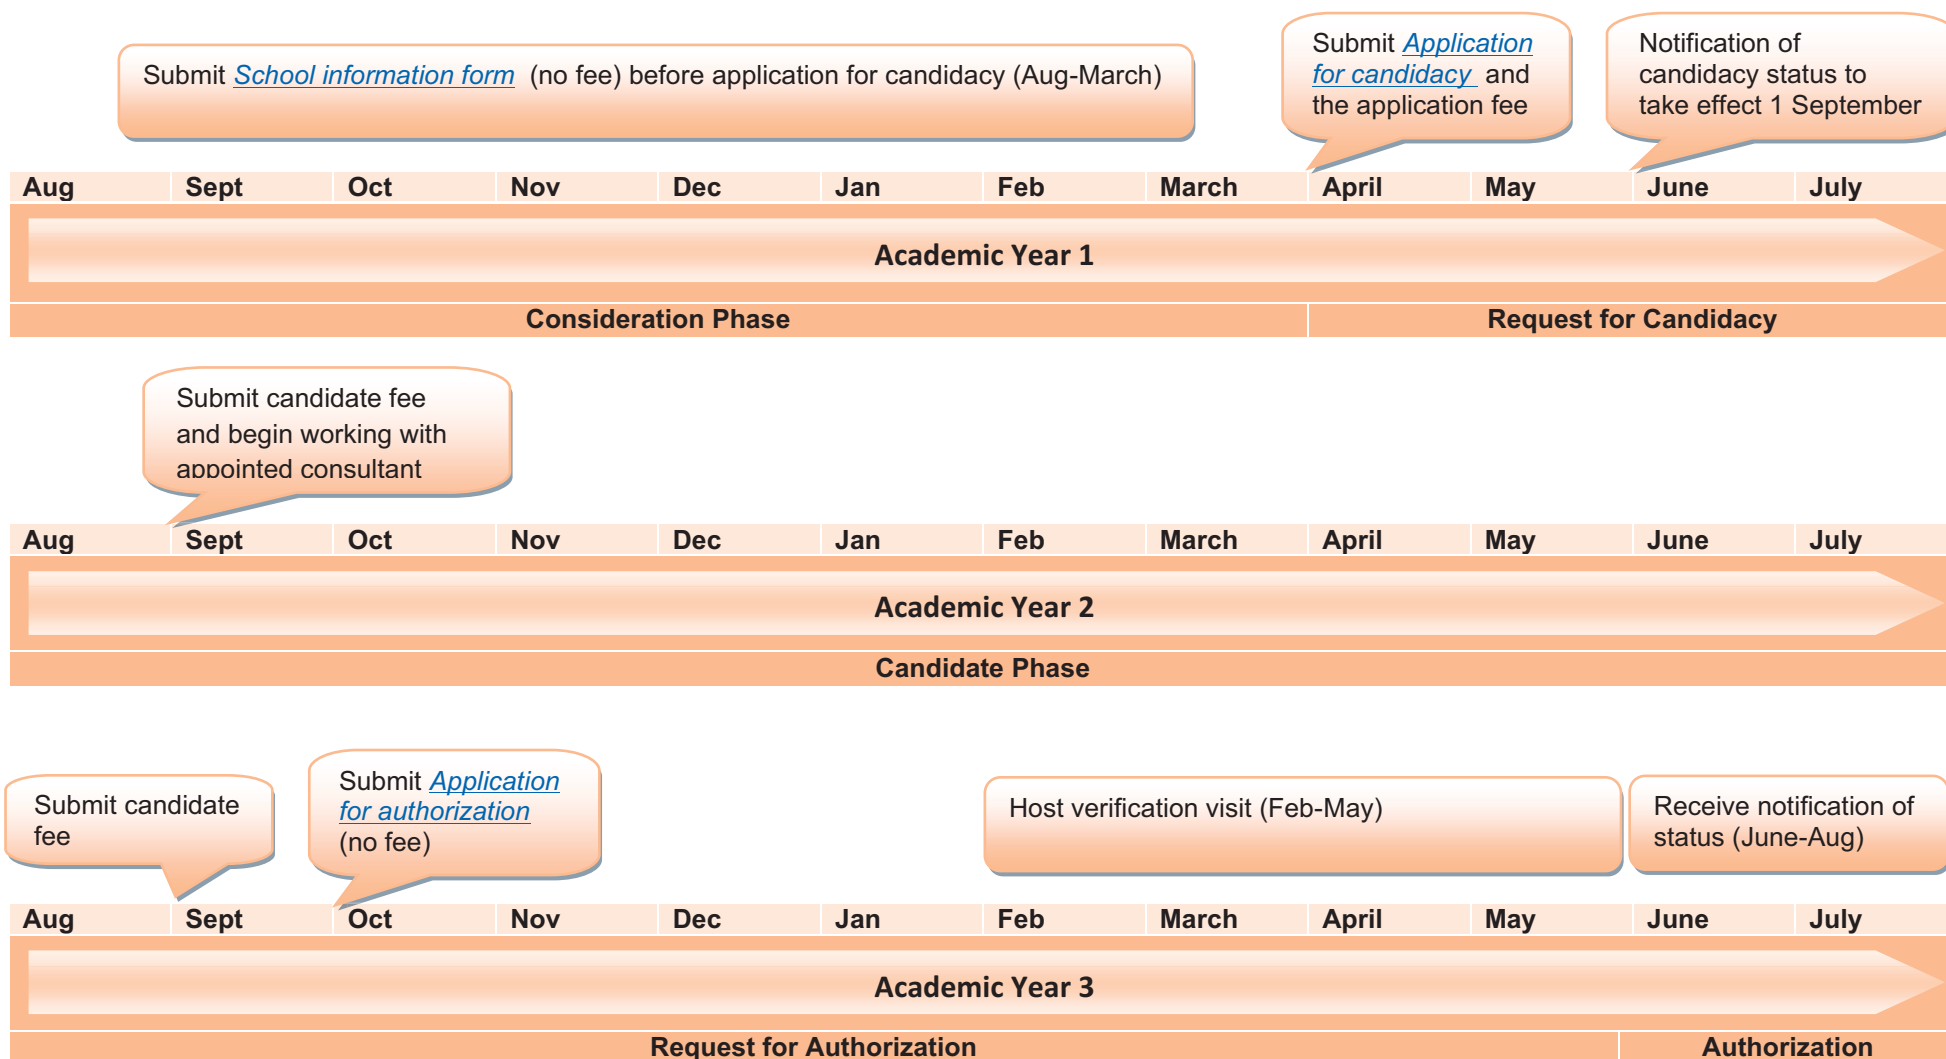 Submit School information form (no fee) before application for candidacy (Aug-March)
Submit Application
for candidacy and
the application fee
Notification of
candidacy status to
take effect 1 September
Aug Sept Oct Nov Dec Jan Feb March April May June July
Academic Year 1
Consideration Phase Request for Candidacy
Submit candidate fee
and begin working with
appointed consultant
Aug Sept Oct Nov Dec Jan Feb March April May June July
Academic Year 2
Candidate Phase
Submit candidate
fee
Submit Application
for authorization
(no fee)
Host verification visit (Feb-May)
Receive notification of
status (June-Aug)
Aug Sept Oct Nov Dec Jan Feb March April May June July
Academic Year 3
Request for Authorization Authorization